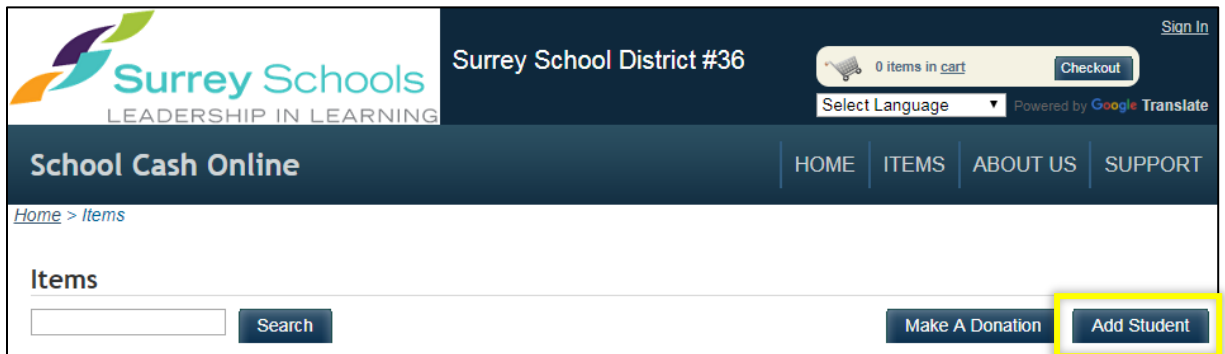 Surrey Schools
LEADERSHIP IN LEARNING
Surrey School District #36
Sign In
0 items in cart
Checkout
Select Language
Powered by Google Translate
School Cash Online
HOME
ITEMS
ABOUT US
SUPPORT
Home > Items
Items
Search
Make A Donation
Add Student